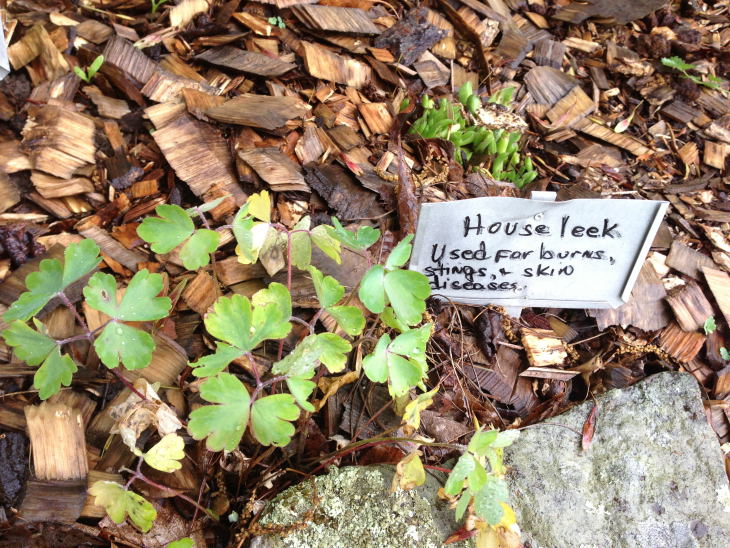 House leek
Used for burns,
stings, & skin
diseases.